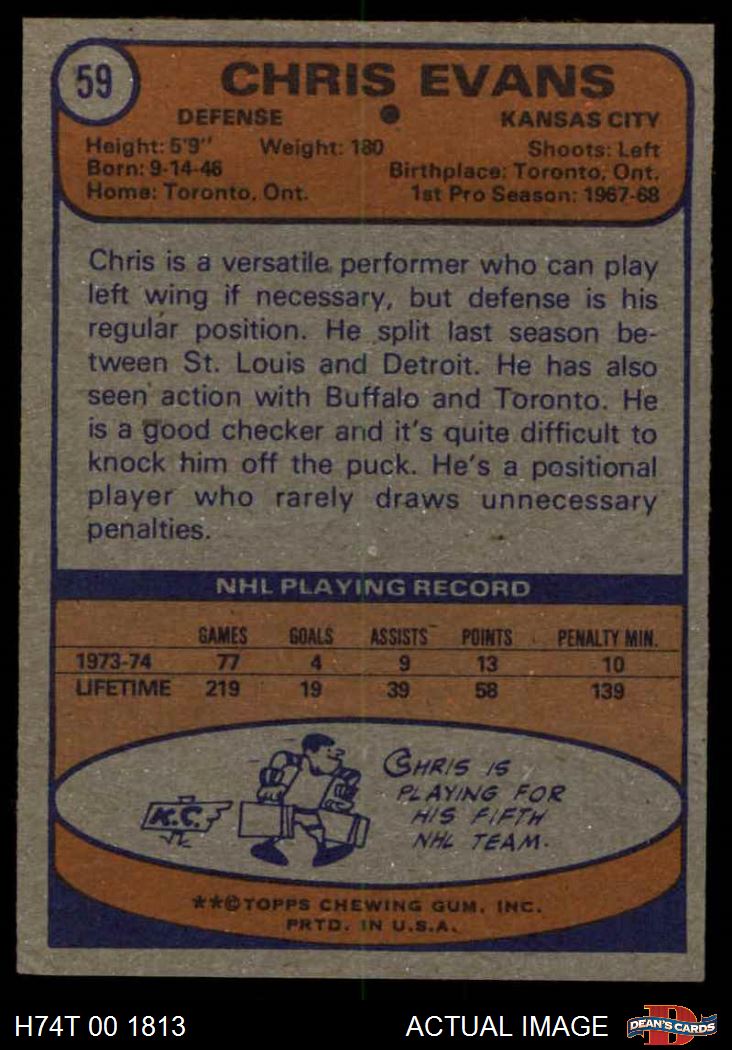 59
CHRIS EVANS
DEFENSE
KANSAS CITY
Height: 5'9" Weight: 180 Shoots: Left
Born: 9-14-46 Birthplace: Toronto, Ont.
Home: Toronto, Ont. 1st Pro Season: 1967-68
Chris is a versatile performer who can play
left wing if necessary, but defense is his
regular position. He split last season be-
tween St. Louis and Detroit. He has also
seen action with Buffalo and Toronto. He
is a good checker and it's quite difficult to
knock him off the puck. He's a positional
player who rarely draws unnecessary
penalties.
NHL PLAYING RECORD
GAMES GOALS ASSISTS POINTS PENALTY MIN.
1973-74 77 4 9 13 10
LIFETIME 219 19 39 58 139
K.C.
CHRIS IS
PLAYING FOR
HIS FIFTH
NHL TEAM.
**©TOPPS CHEWING GUM, INC.
PRTD. IN U.S.A.
H74T 00 1813 ACTUAL IMAGE
D
DEAN'S CARDS